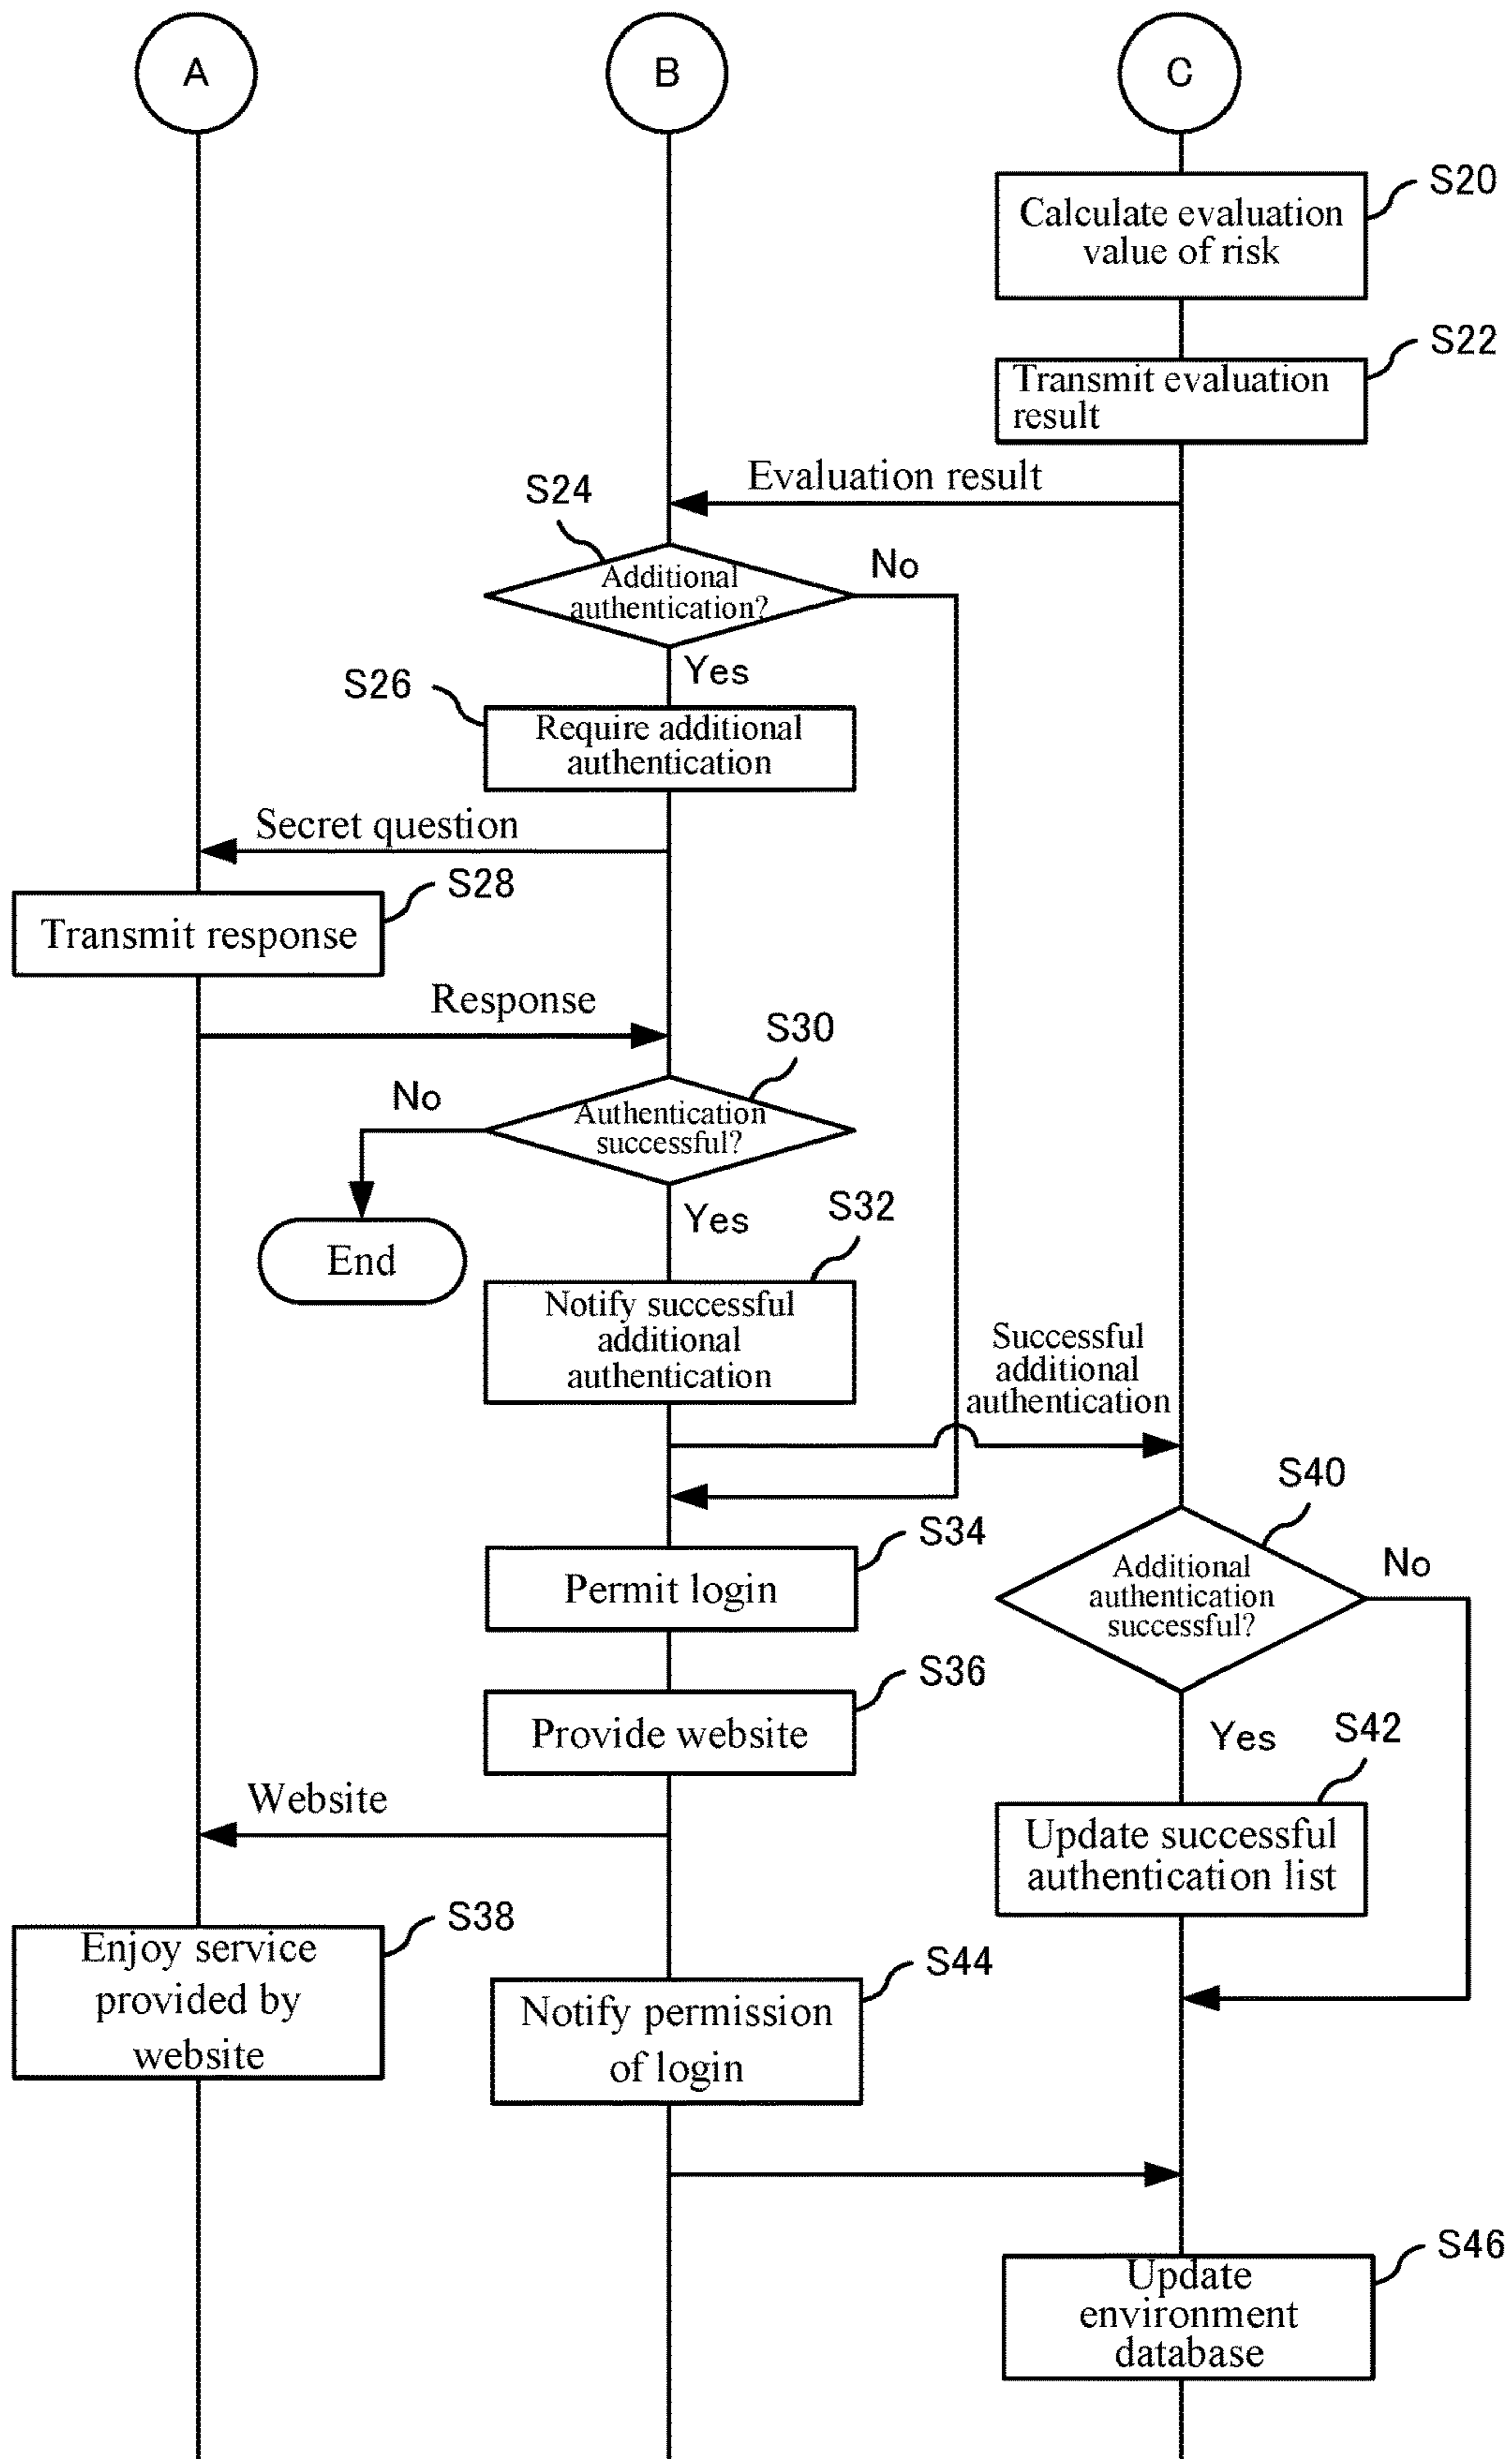 A
B
C
S20
Calculate evaluation
value of risk
S22
Transmit evaluation
result
Evaluation result
S24
Additional
authentication?
No
Yes
S26
Require additional
authentication
Secret question
S28
Transmit response
Response
S30
Authentication
successful?
No
End
Yes
S32
Notify successful
additional
authentication
Successful
additional
authentication
S34
Permit login
S40
Additional
authentication
successful?
No
S36
Provide website
Yes
S42
Update successful
authentication list
Website
S38
Enjoy service
provided by
website
S44
Notify permission
of login
S46
Update
environment
database